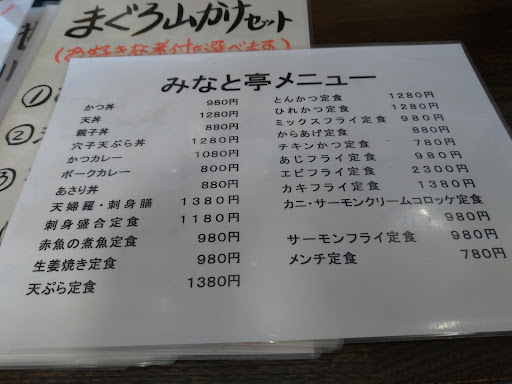 まぐろ山かけセット
(お好きな煮付が選べます)
①
②
みなと亭メニュー
かつ丼 980円
天丼 1280円
親子丼 880円
穴子天ぷら丼 1280円
かつカレー 1080円
ポークカレー 800円
あさり丼 880円
天婦羅・刺身膳 1380円
刺身盛合定食 1180円
赤魚の煮魚定食 980円
生姜焼き定食 980円
天ぷら定食 1380円
とんかつ定食 1280円
ひれかつ定食 1280円
ミックスフライ定食 980円
からあげ定食 880円
チキンかつ定食 780円
あじフライ定食 980円
エビフライ定食 2300円
カキフライ定食 1380円
カニ・サーモンクリームコロッケ定食
980円
サーモンフライ定食 980円
メンチ定食 780円